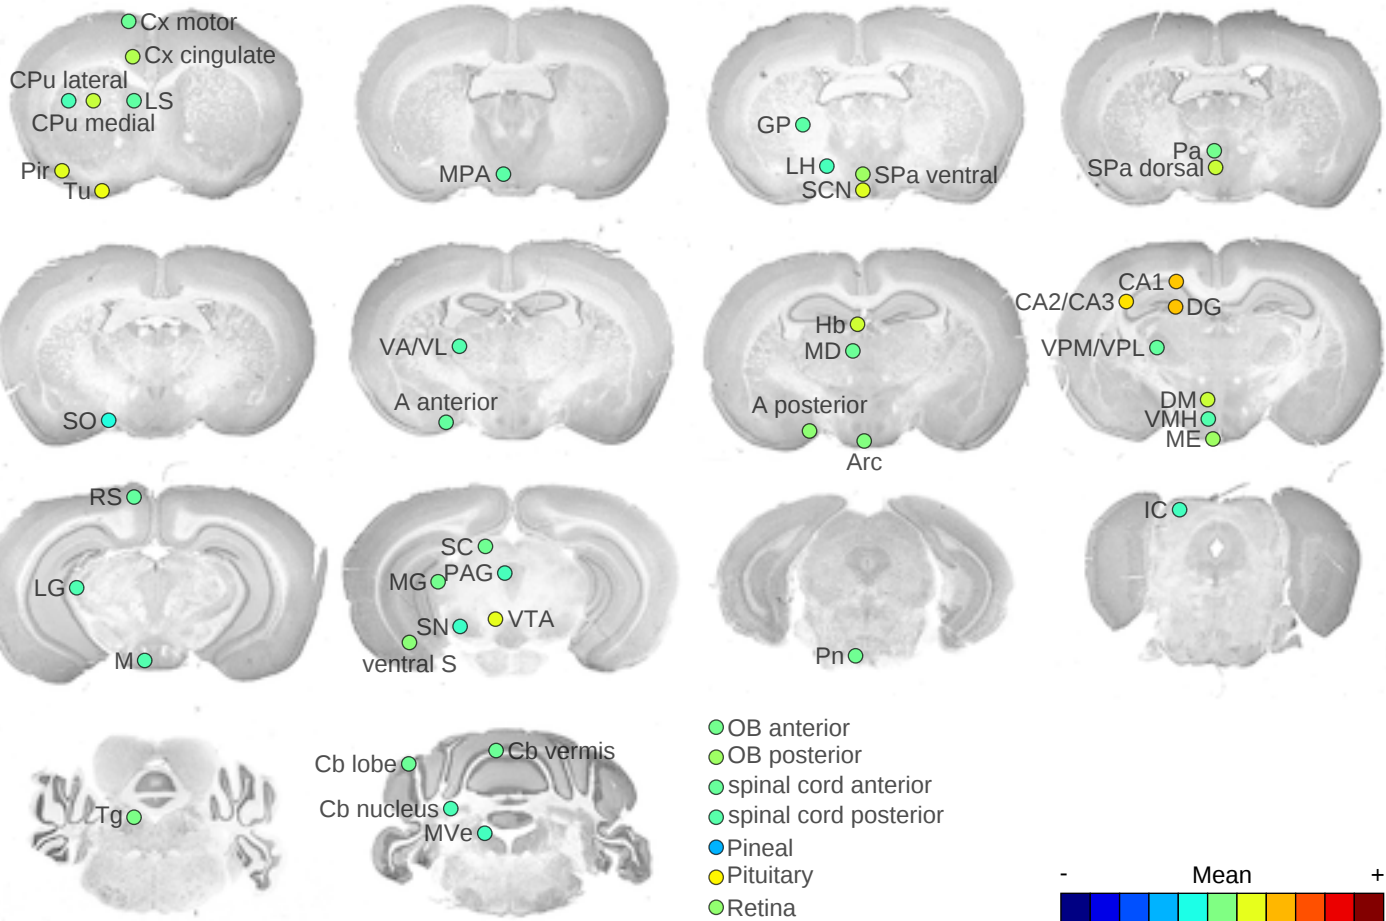 Cx motor
Cx cingulate
CPu lateral
LS
CPu medial
Pir
Tu
MPA
GP
LH
SPa ventral
SCN
Pa
SPa dorsal
SO
VA/VL
A anterior
Hb
MD
A posterior
Arc
CA1
CA2/CA3
DG
VPM/VPL
DM
VMH
ME
RS
LG
M
SC
PAG
MG
SN
VTA
ventral S
Pn
IC
Tg
Cb vermis
Cb lobe
Cb nucleus
MVe
OB anterior
OB posterior
spinal cord anterior
spinal cord posterior
Pineal
Pituitary
Retina
- Mean +